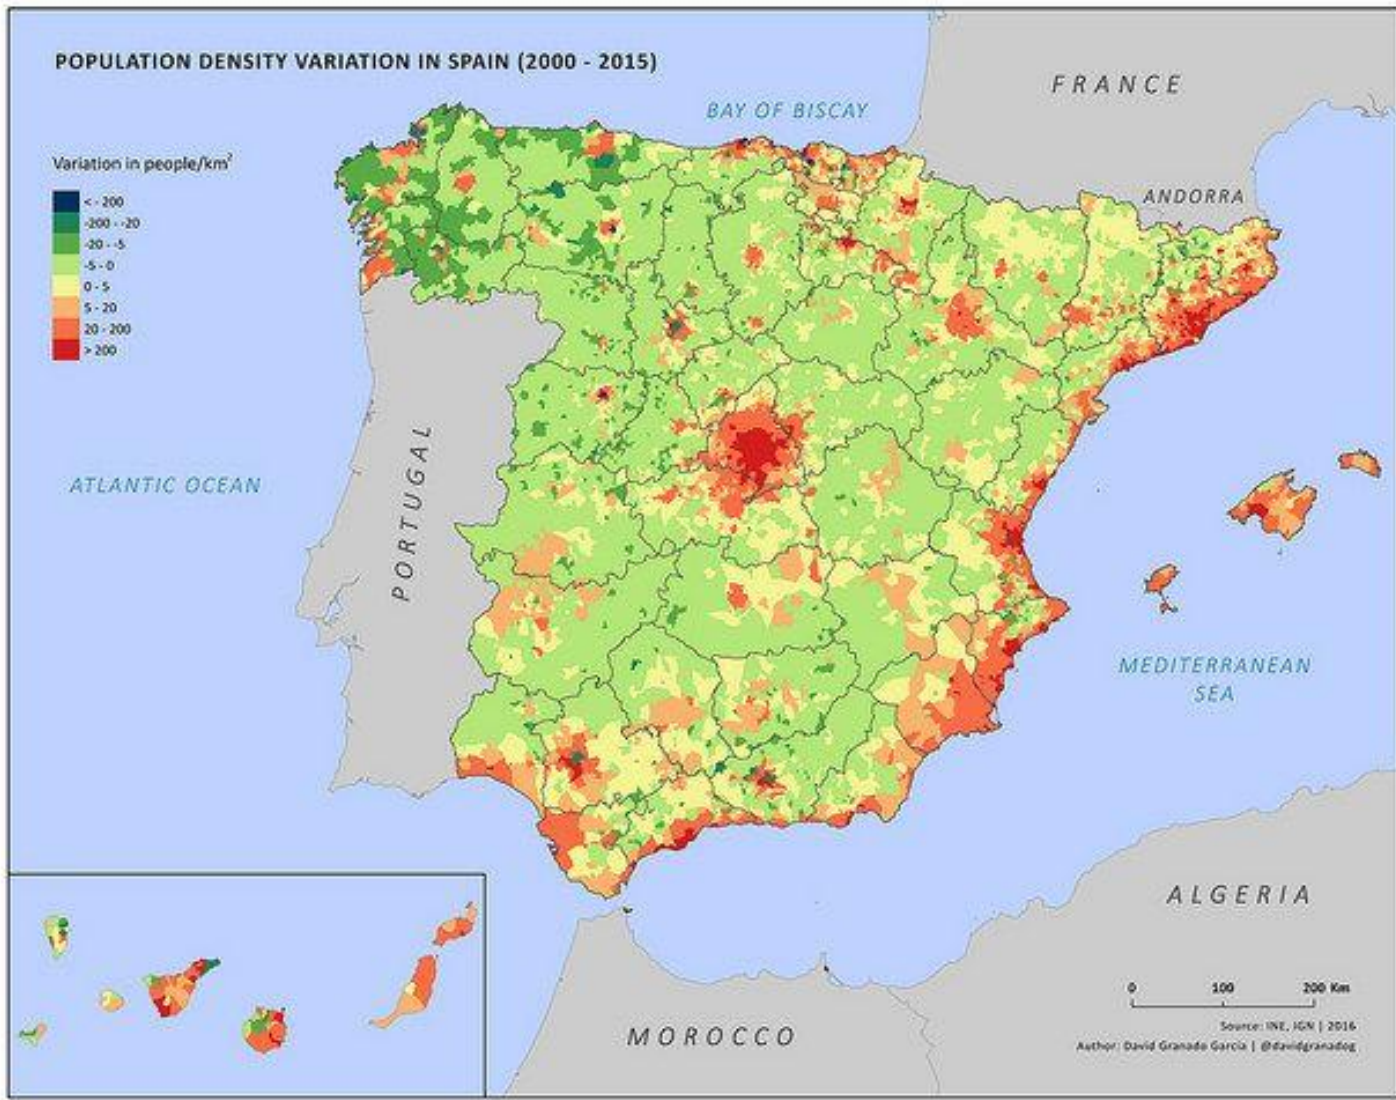 POPULATION DENSITY VARIATION IN SPAIN (2000 - 2015)
FRANCE
BAY OF BISCAY
Variation in people/km²
ANDORRA
< - 200
-200 - -20
-20 - -5
-5 - 0
0 - 5
5 - 20
20 - 200
> 200
PORTUGAL
ATLANTIC OCEAN
MEDITERRANEAN
SEA
ALGERIA
0 100 200 Km
MOROCCO
Source: INE, IGN | 2016
Author: David Granado Garcia | @davidgranadog